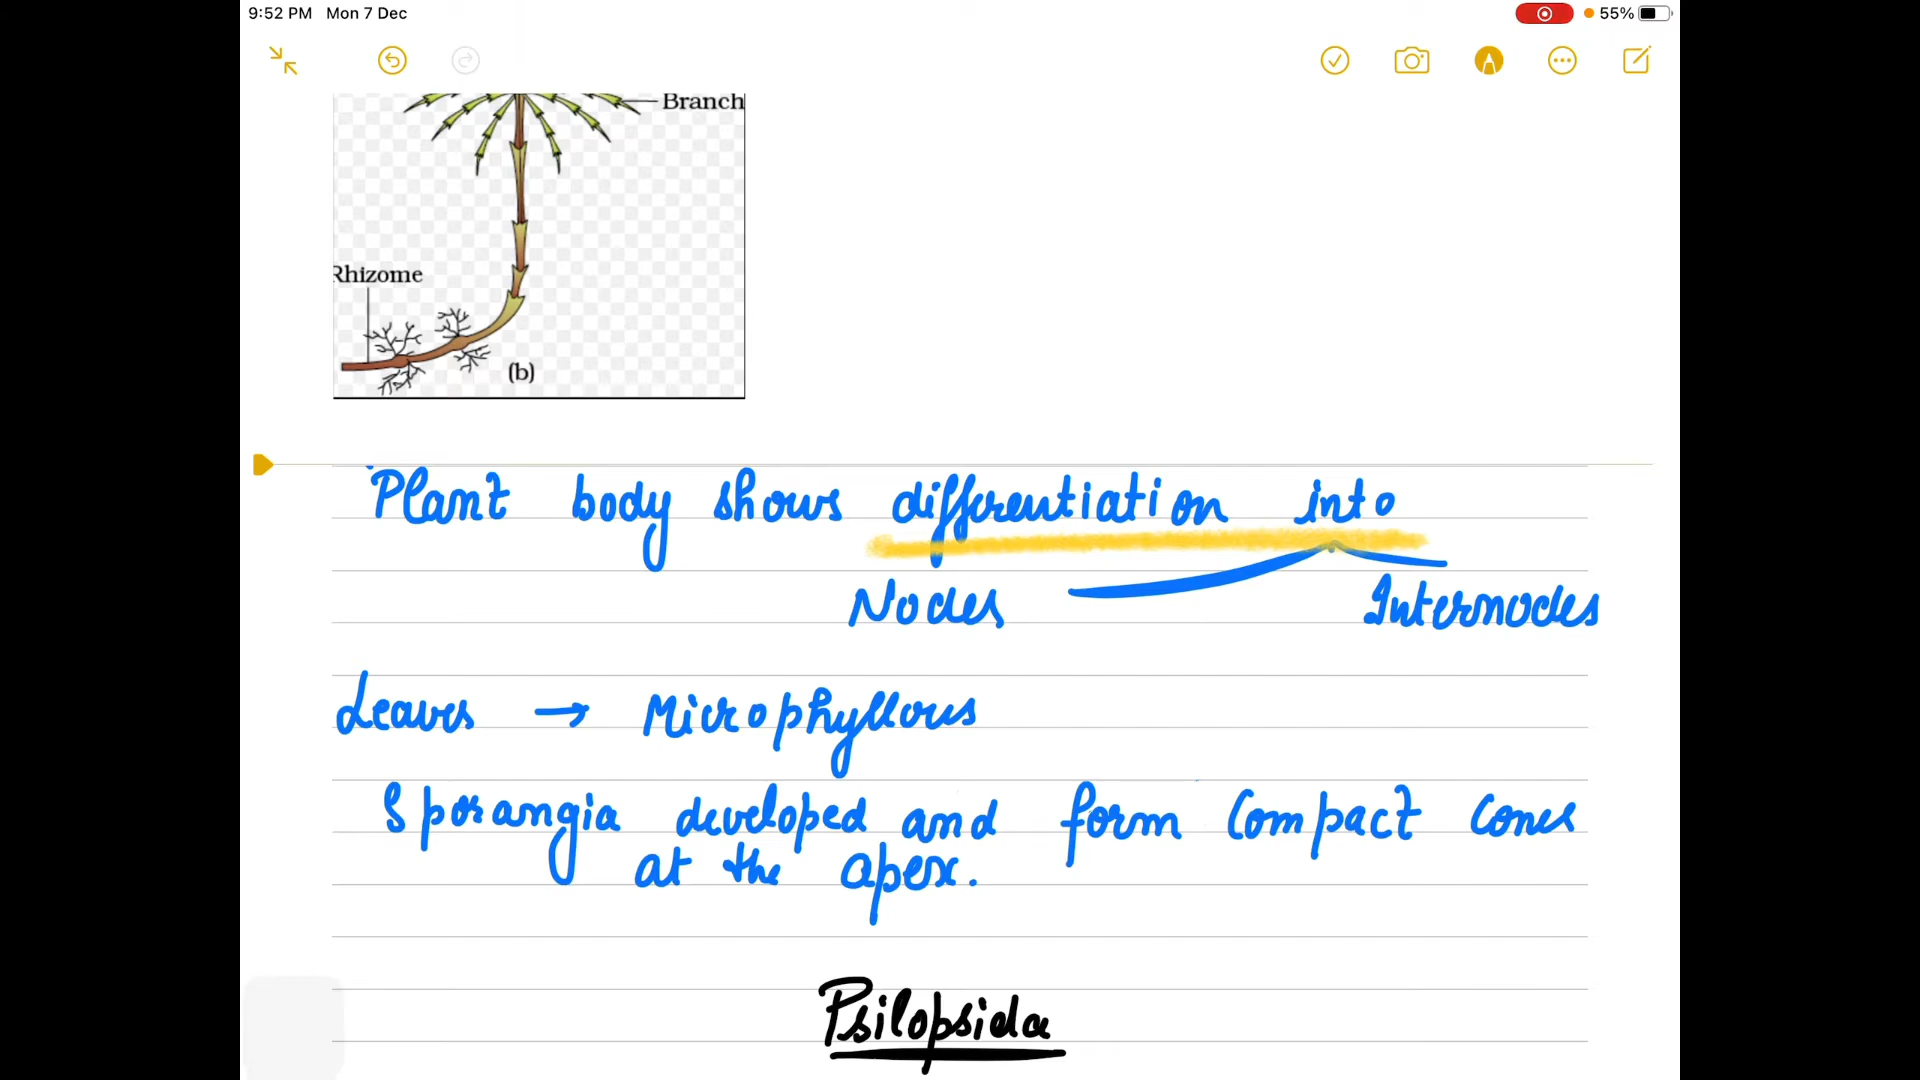 9:52 PM Mon 7 Dec
55%
Branch
Rhizome
(b)
Plant body shows differentiation into
Nodes Internodes
Leaves → Microphyllous
Sporangia developed and form compact cones
at the apex.
Psilopsida